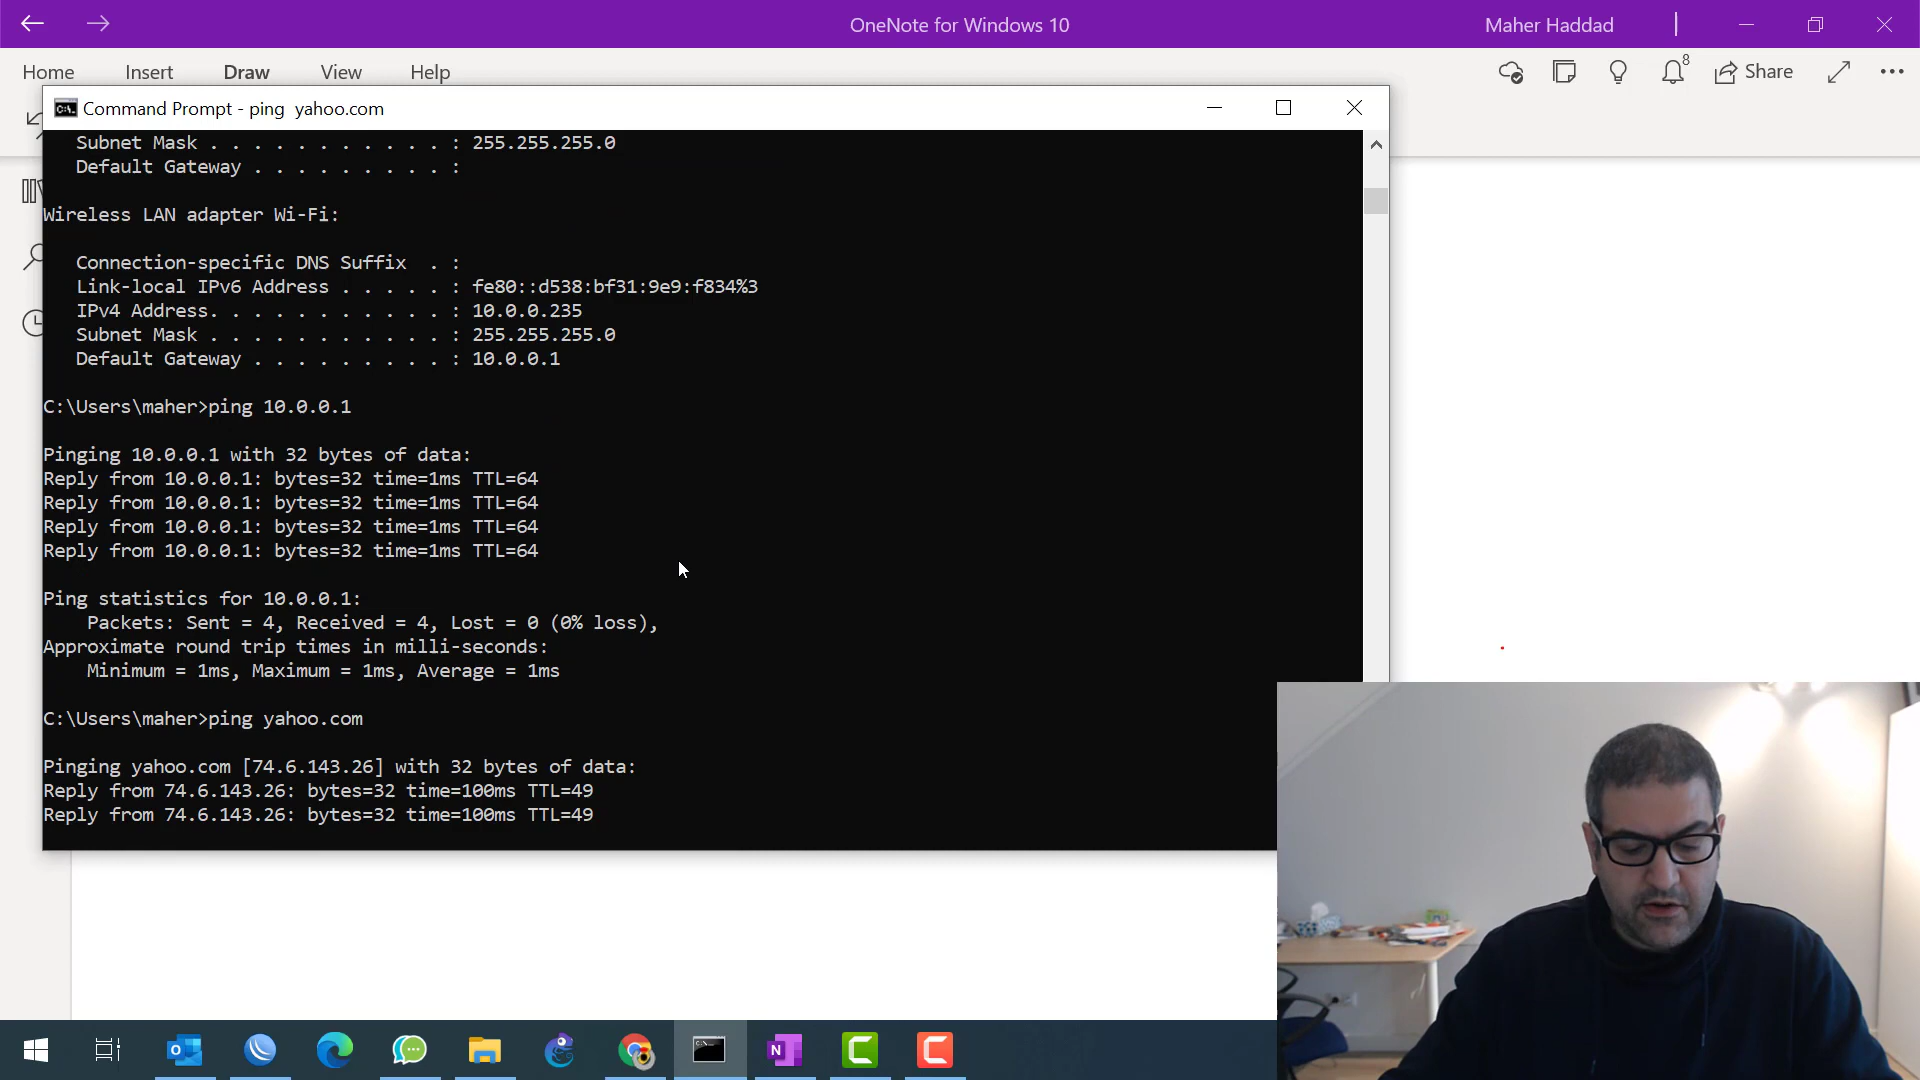 OneNote for Windows 10
Maher Haddad
Home Insert Draw View Help
8
Share
Command Prompt - ping  yahoo.com
Subnet Mask . . . . . . . . . . . : 255.255.255.0
Default Gateway . . . . . . . . . :
Wireless LAN adapter Wi-Fi:
Connection-specific DNS Suffix  . :
Link-local IPv6 Address . . . . . : fe80::d538:bf31:9e9:f834%3
IPv4 Address. . . . . . . . . . . : 10.0.0.235
Subnet Mask . . . . . . . . . . . : 255.255.255.0
Default Gateway . . . . . . . . . : 10.0.0.1
C:\Users\maher>ping 10.0.0.1
Pinging 10.0.0.1 with 32 bytes of data:
Reply from 10.0.0.1: bytes=32 time=1ms TTL=64
Reply from 10.0.0.1: bytes=32 time=1ms TTL=64
Reply from 10.0.0.1: bytes=32 time=1ms TTL=64
Reply from 10.0.0.1: bytes=32 time=1ms TTL=64
Ping statistics for 10.0.0.1:
Packets: Sent = 4, Received = 4, Lost = 0 (0% loss),
Approximate round trip times in milli-seconds:
Minimum = 1ms, Maximum = 1ms, Average = 1ms
C:\Users\maher>ping yahoo.com
Pinging yahoo.com [74.6.143.26] with 32 bytes of data:
Reply from 74.6.143.26: bytes=32 time=100ms TTL=49
Reply from 74.6.143.26: bytes=32 time=100ms TTL=49